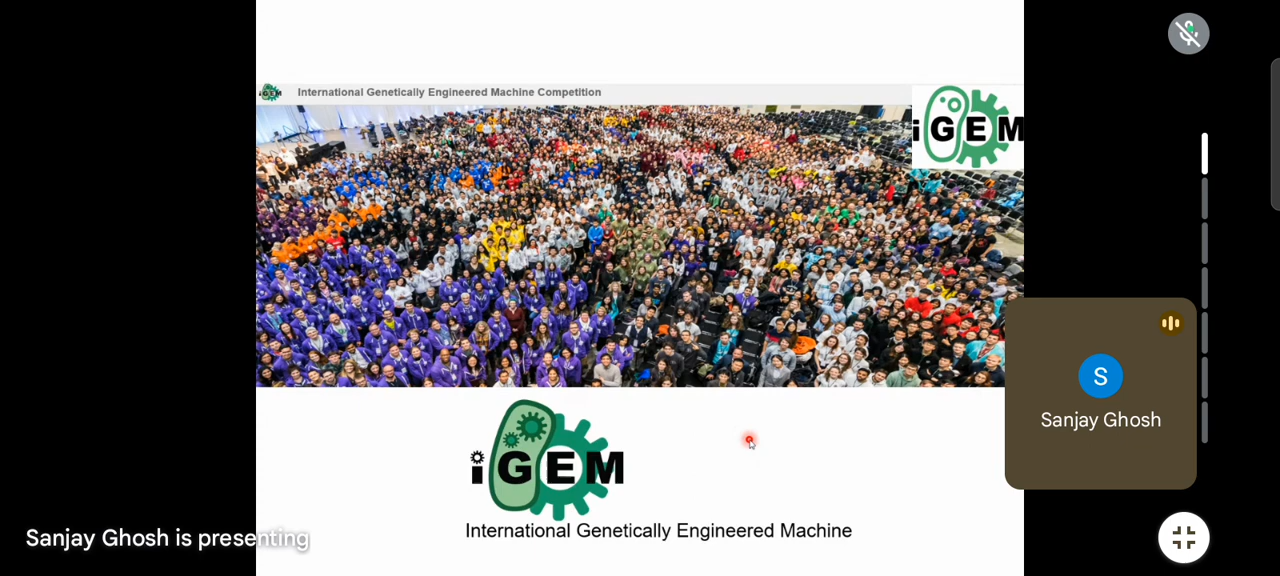 International Genetically Engineered Machine Competition
iGEM
S
Sanjay Ghosh
iGEM
International Genetically Engineered Machine
Sanjay Ghosh is presenting